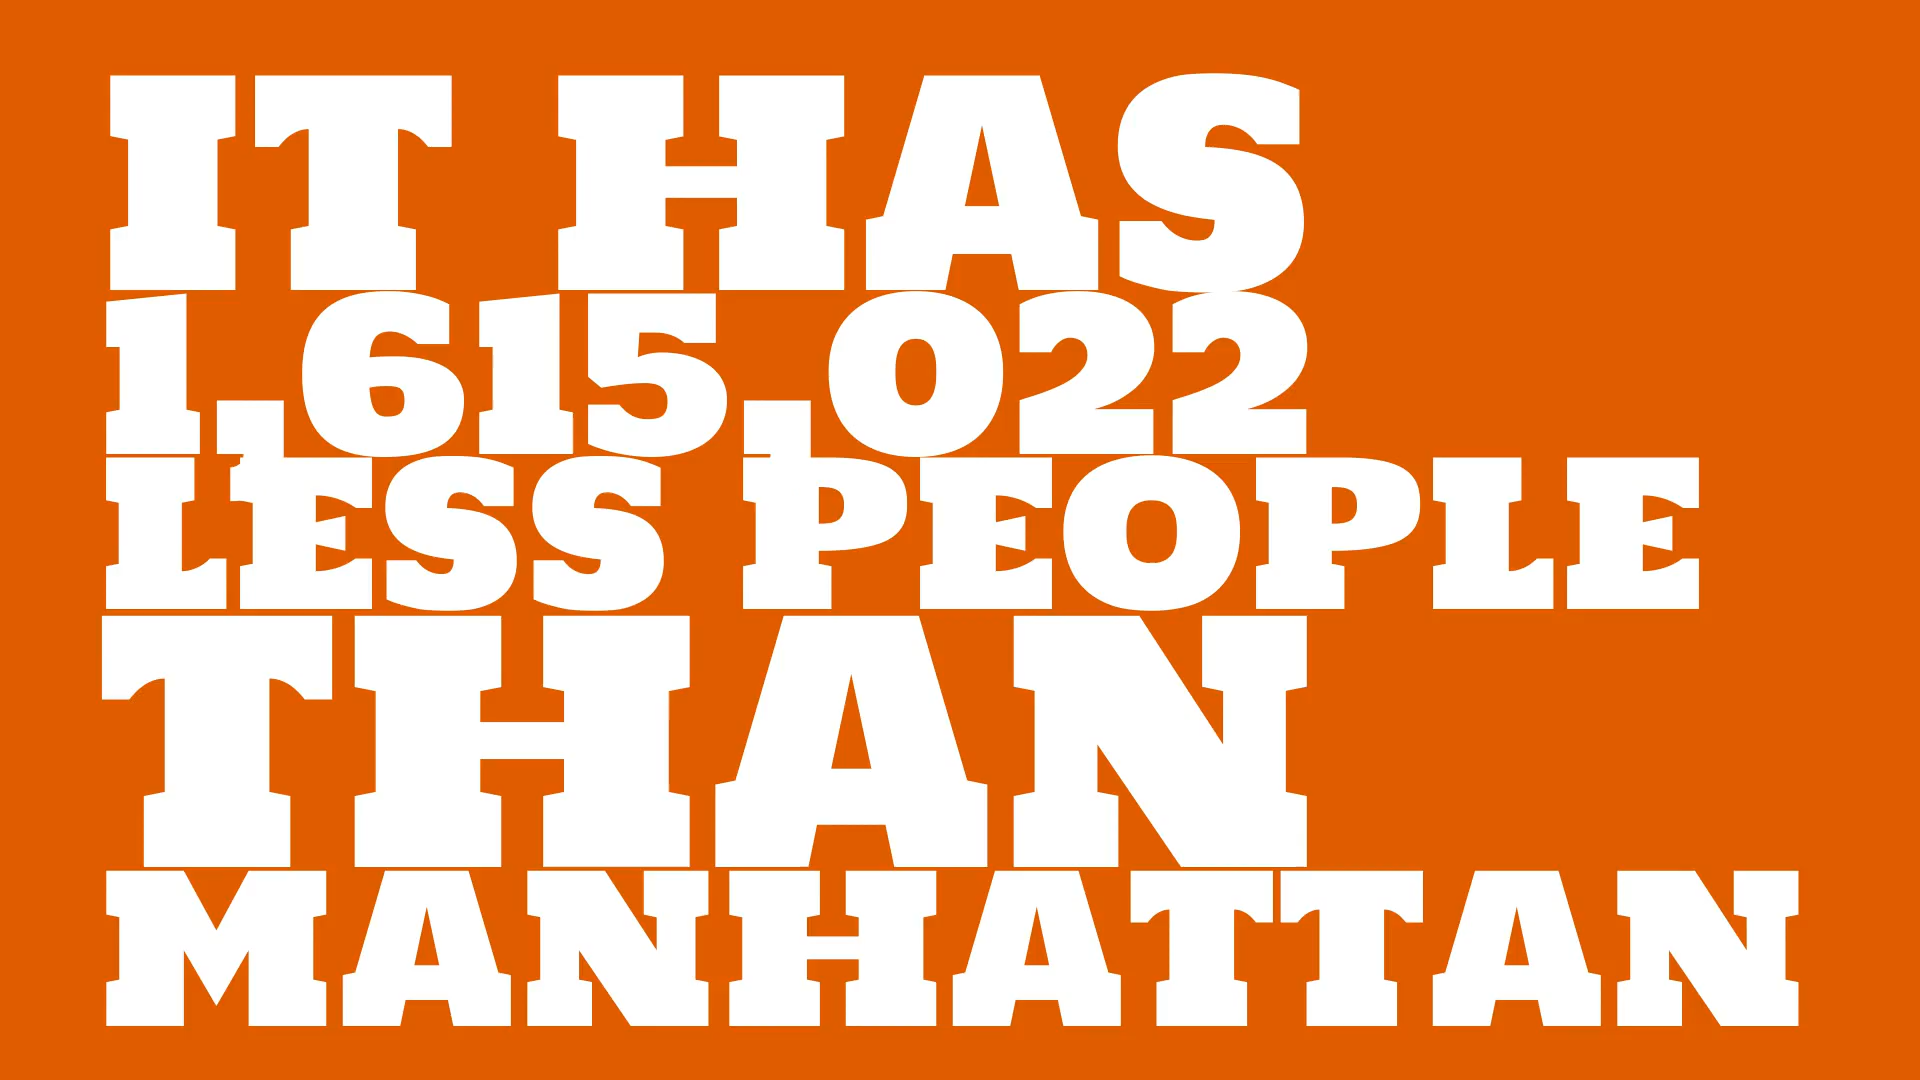 IT HAS
1,615,022
LESS PEOPLE
THAN
MANHATTAN